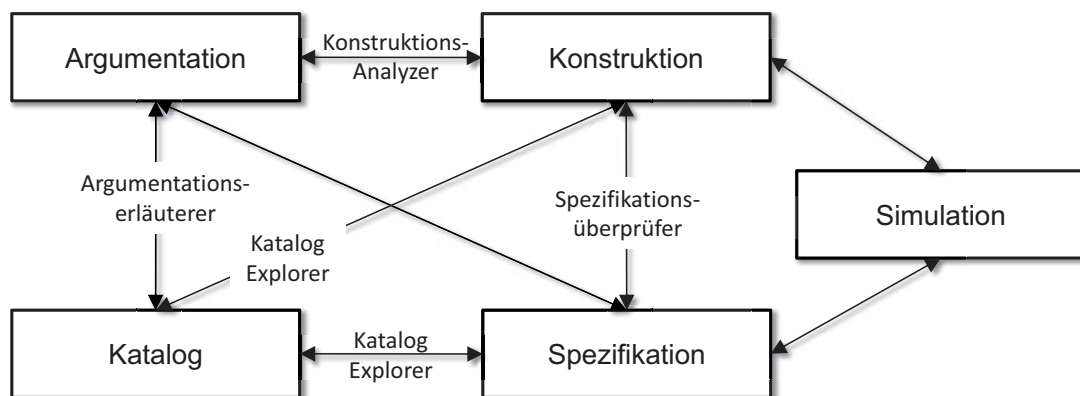 Argumentation
Konstruktions-
Analyzer
Konstruktion
Argumentations-
erläuterer
Spezifikations-
überprüfer
Simulation
Katalog
Explorer
Katalog
Katalog
Explorer
Spezifikation